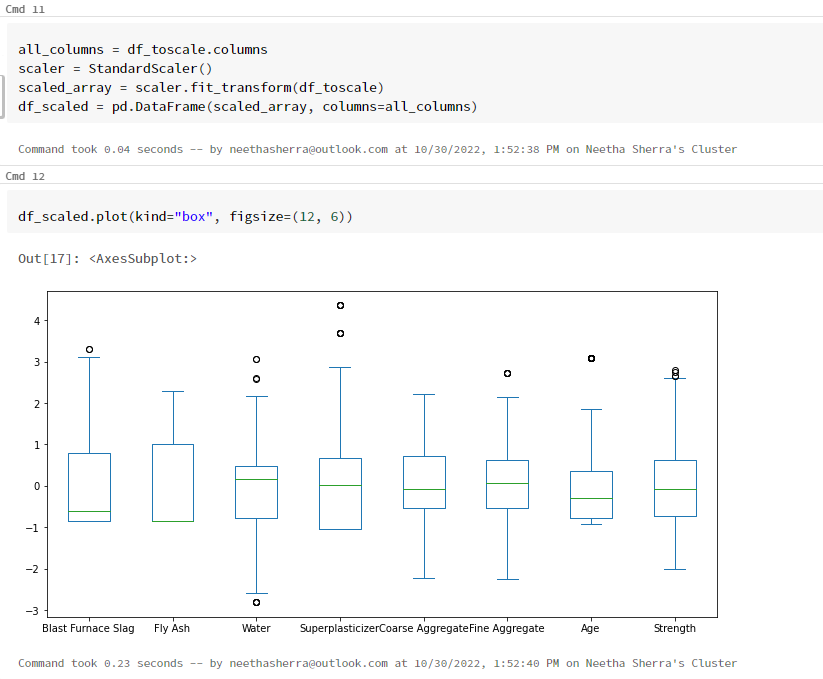 Cmd 11
all_columns = df_toscale.columns
scaler = StandardScaler()
scaled_array = scaler.fit_transform(df_toscale)
df_scaled = pd.DataFrame(scaled_array, columns=all_columns)
Command took 0.04 seconds -- by neethasherra@outlook.com at 10/30/2022, 1:52:38 PM on Neetha Sherra's Cluster
Cmd 12
df_scaled.plot(kind="box", figsize=(12, 6))
Out[17]: <AxesSubplot:>
4
3
2
1
0
−1
−2
−3
Blast Furnace Slag Fly Ash Water Superplasticizer Coarse Aggregate Fine Aggregate Age Strength
Command took 0.23 seconds -- by neethasherra@outlook.com at 10/30/2022, 1:52:40 PM on Neetha Sherra's Cluster